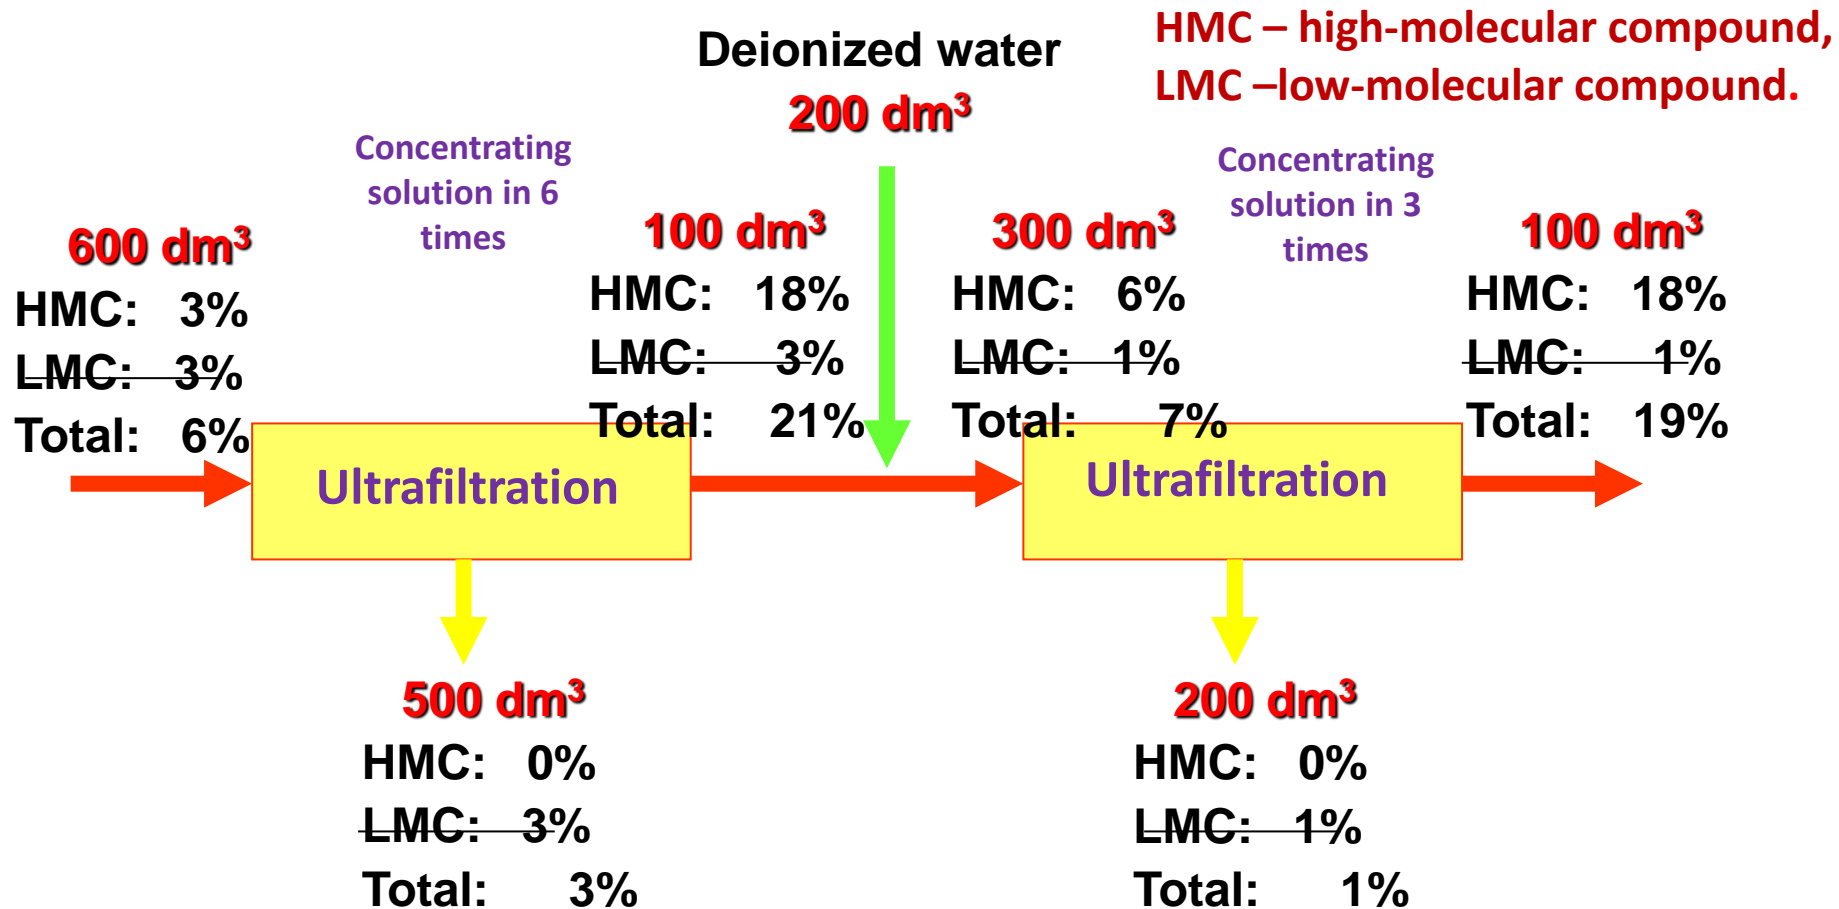 HMC – high-molecular compound,
LMC –low-molecular compound.
Deionized water
200 dm³
Concentrating
solution in 6
times
Concentrating
solution in 3
times
600 dm³
HMC: 3%
LMC: 3%
Total: 6%
100 dm³
HMC: 18%
LMC: 3%
Total: 21%
300 dm³
HMC: 6%
LMC: 1%
Total: 7%
100 dm³
HMC: 18%
LMC: 1%
Total: 19%
Ultrafiltration
Ultrafiltration
500 dm³
HMC: 0%
LMC: 3%
Total: 3%
200 dm³
HMC: 0%
LMC: 1%
Total: 1%